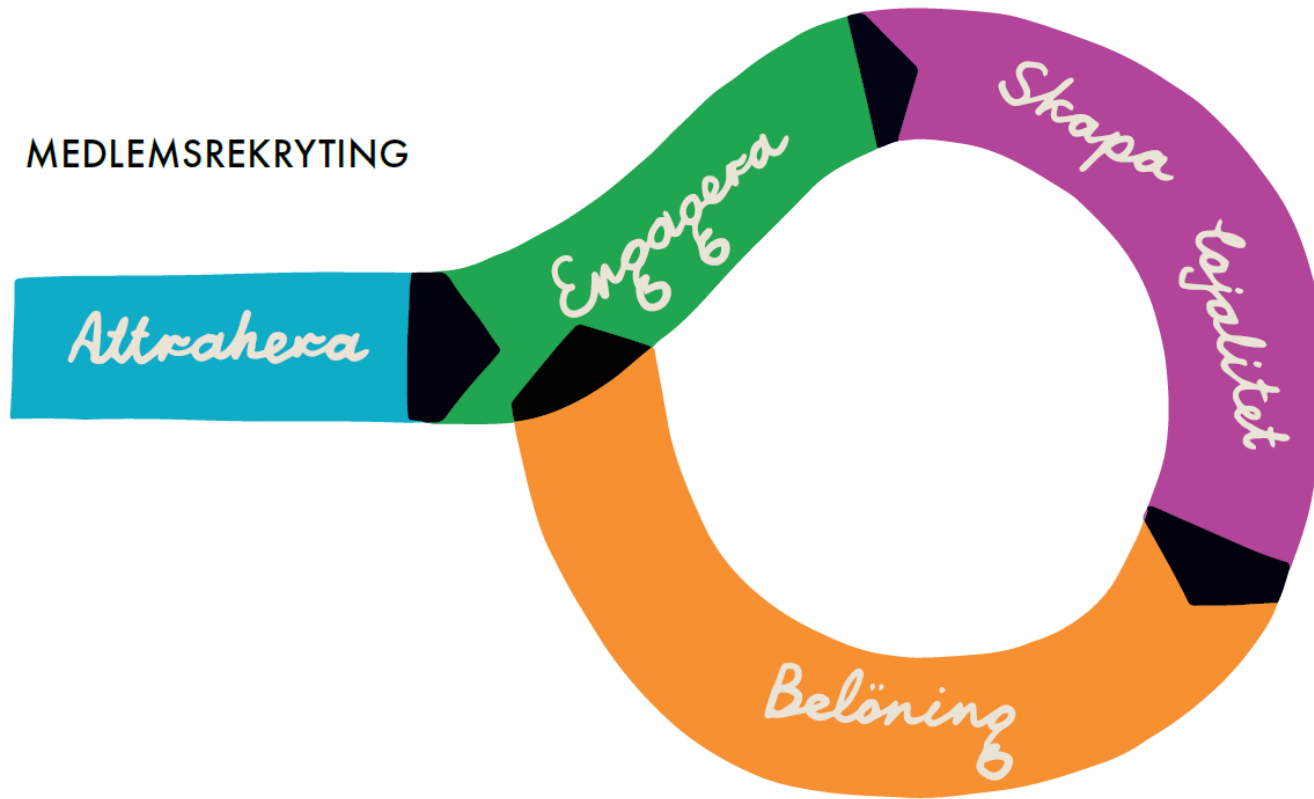 MEDLEMSREKRYTING
Attrahera
Engagera
Skapa lojalitet
Belöning